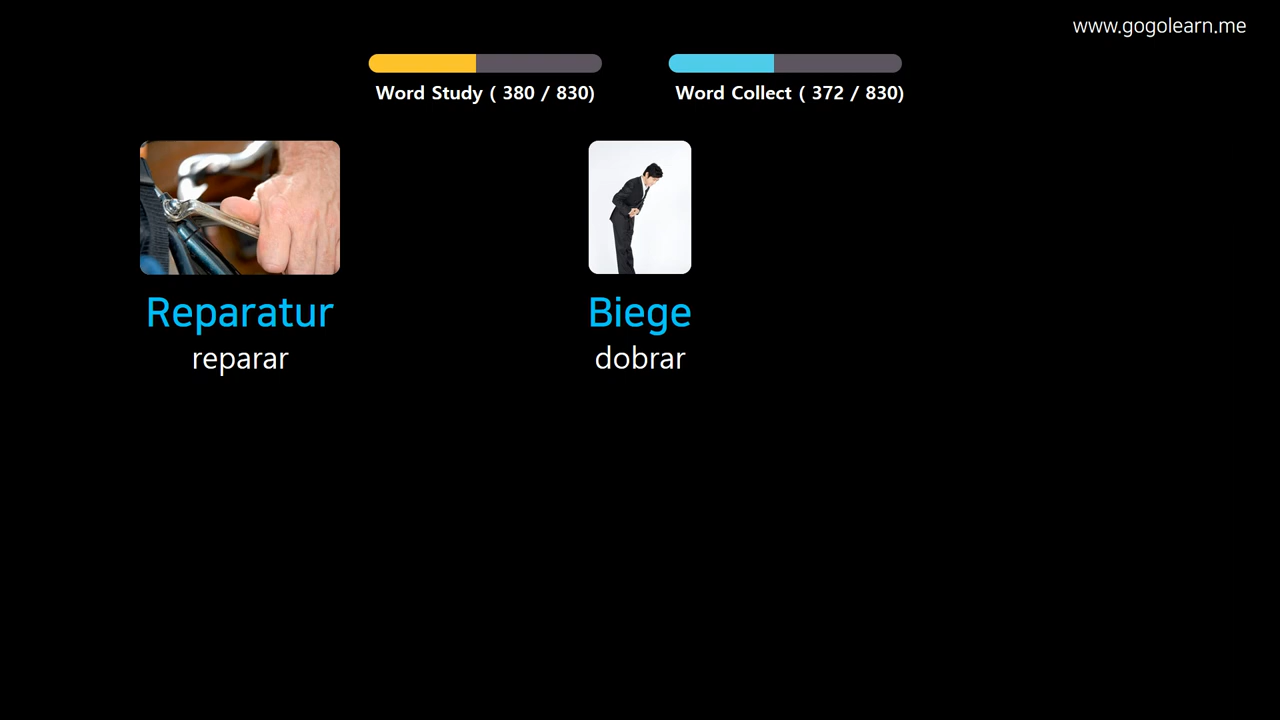 www.gogolearn.me
Word Study ( 380 / 830)
Word Collect ( 372 / 830)
Reparatur
reparar
Biege
dobrar